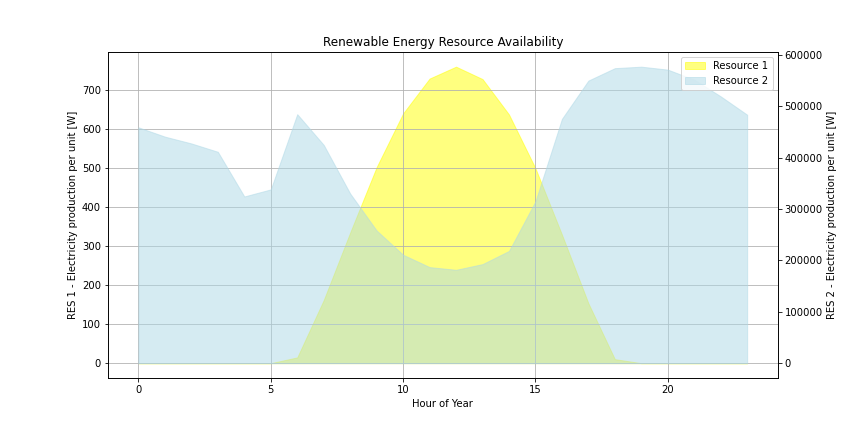 Renewable Energy Resource Availability
Resource 1
Resource 2
RES 1 - Electricity production per unit [W]
700
600
500
400
300
200
100
0
600000
500000
400000
300000
200000
100000
0
RES 2 - Electricity production per unit [W]
0 5 10 15 20
Hour of Year